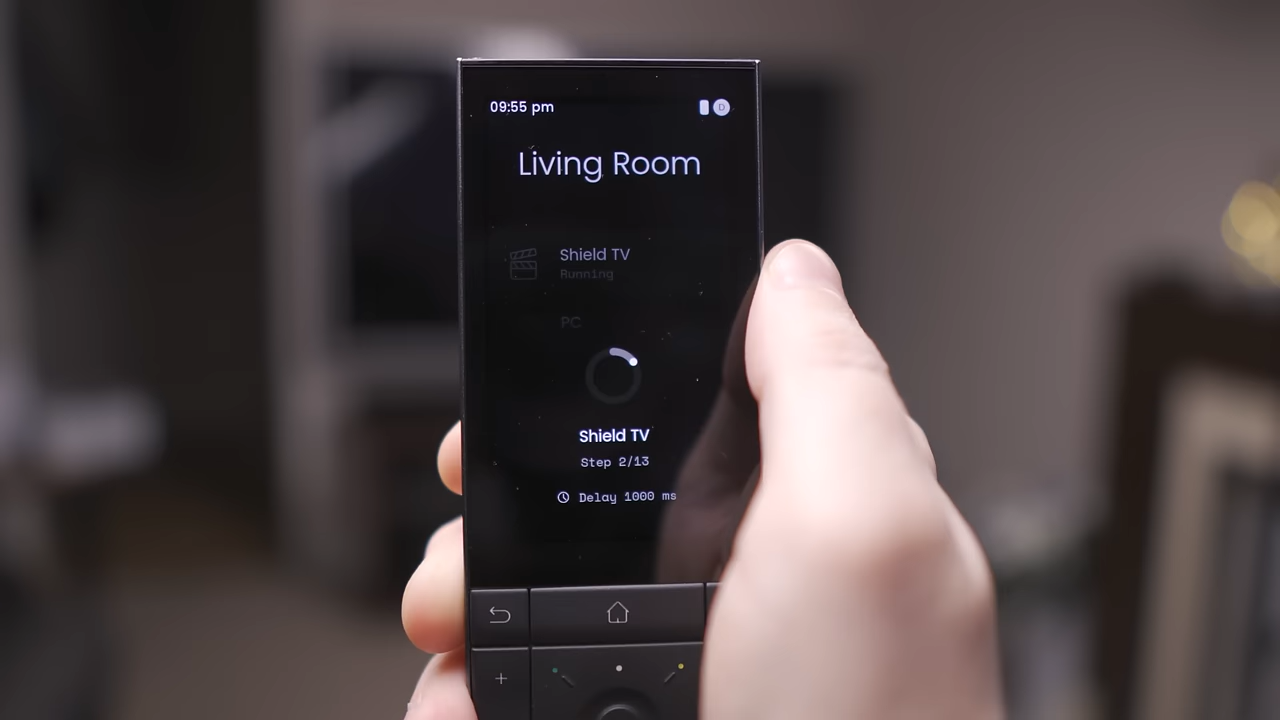 09:55 pm
D
Living Room
Shield TV
Running
PC
Shield TV
Step 2/13
Delay 1000 ms